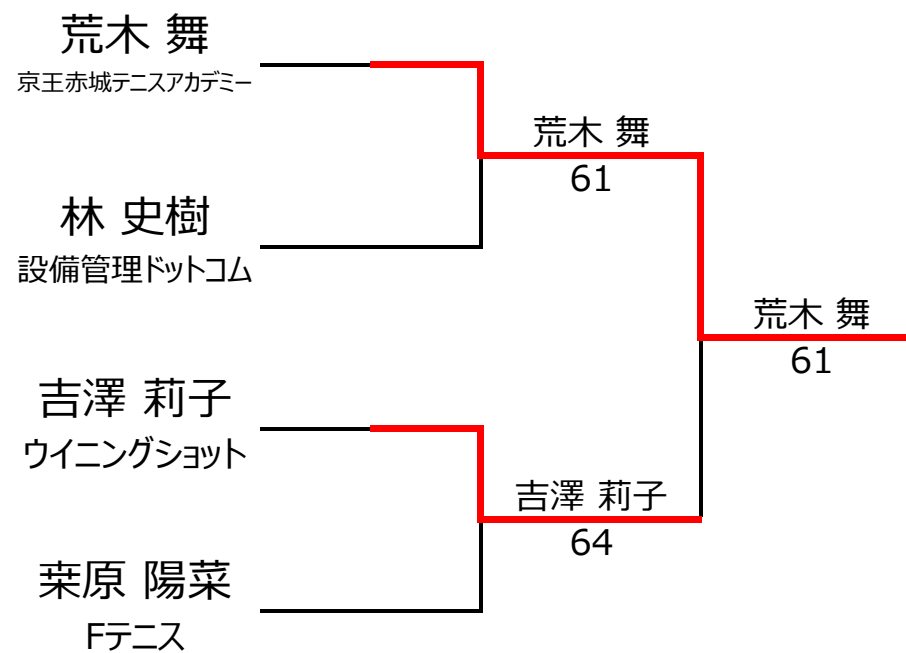 荒木 舞
京王赤城テニスアカデミー
荒木 舞
61
林 史樹
設備管理ドットコム
荒木 舞
61
吉澤 莉子
ウイニングショット
吉澤 莉子
64
桒原 陽菜
Fテニス